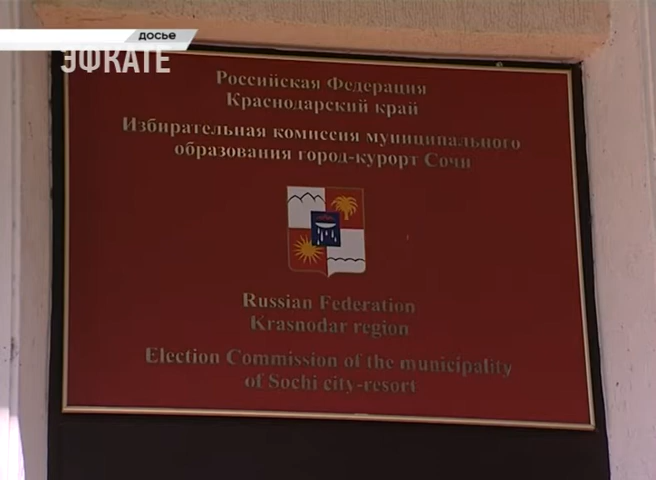 досье
ЭФКАТЕ
Российская Федерация
Краснодарский край
Избирательная комиссия муниципального
образования город-курорт Сочи
Russian Federation
Krasnodar region
Election Commission of the municipality
of Sochi city-resort